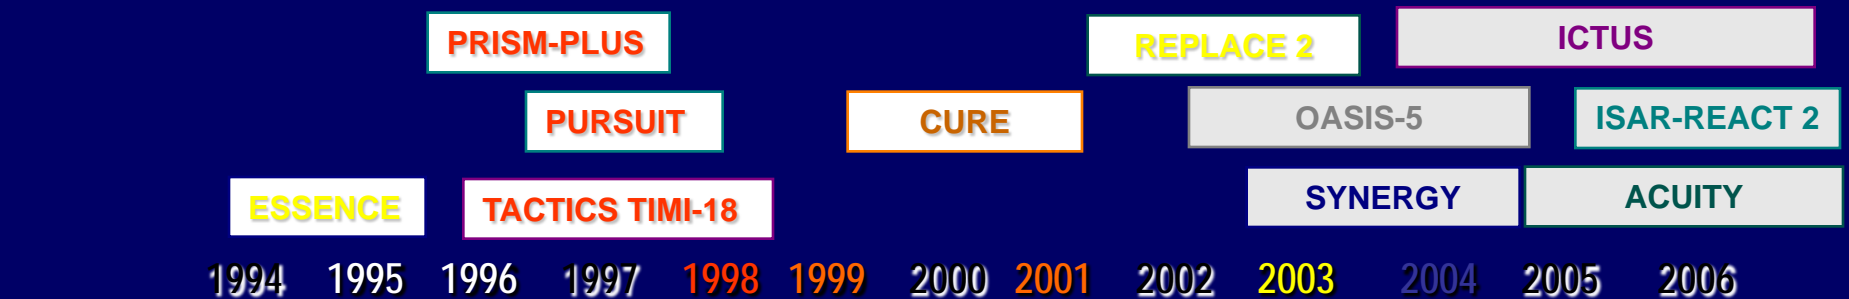 PRISM-PLUS
REPLACE 2
ICTUS
PURSUIT
CURE
OASIS-5
ISAR-REACT 2
ESSENCE
TACTICS TIMI-18
SYNERGY
ACUITY
1994 1995 1996 1997 1998 1999 2000 2001 2002 2003 2004 2005 2006